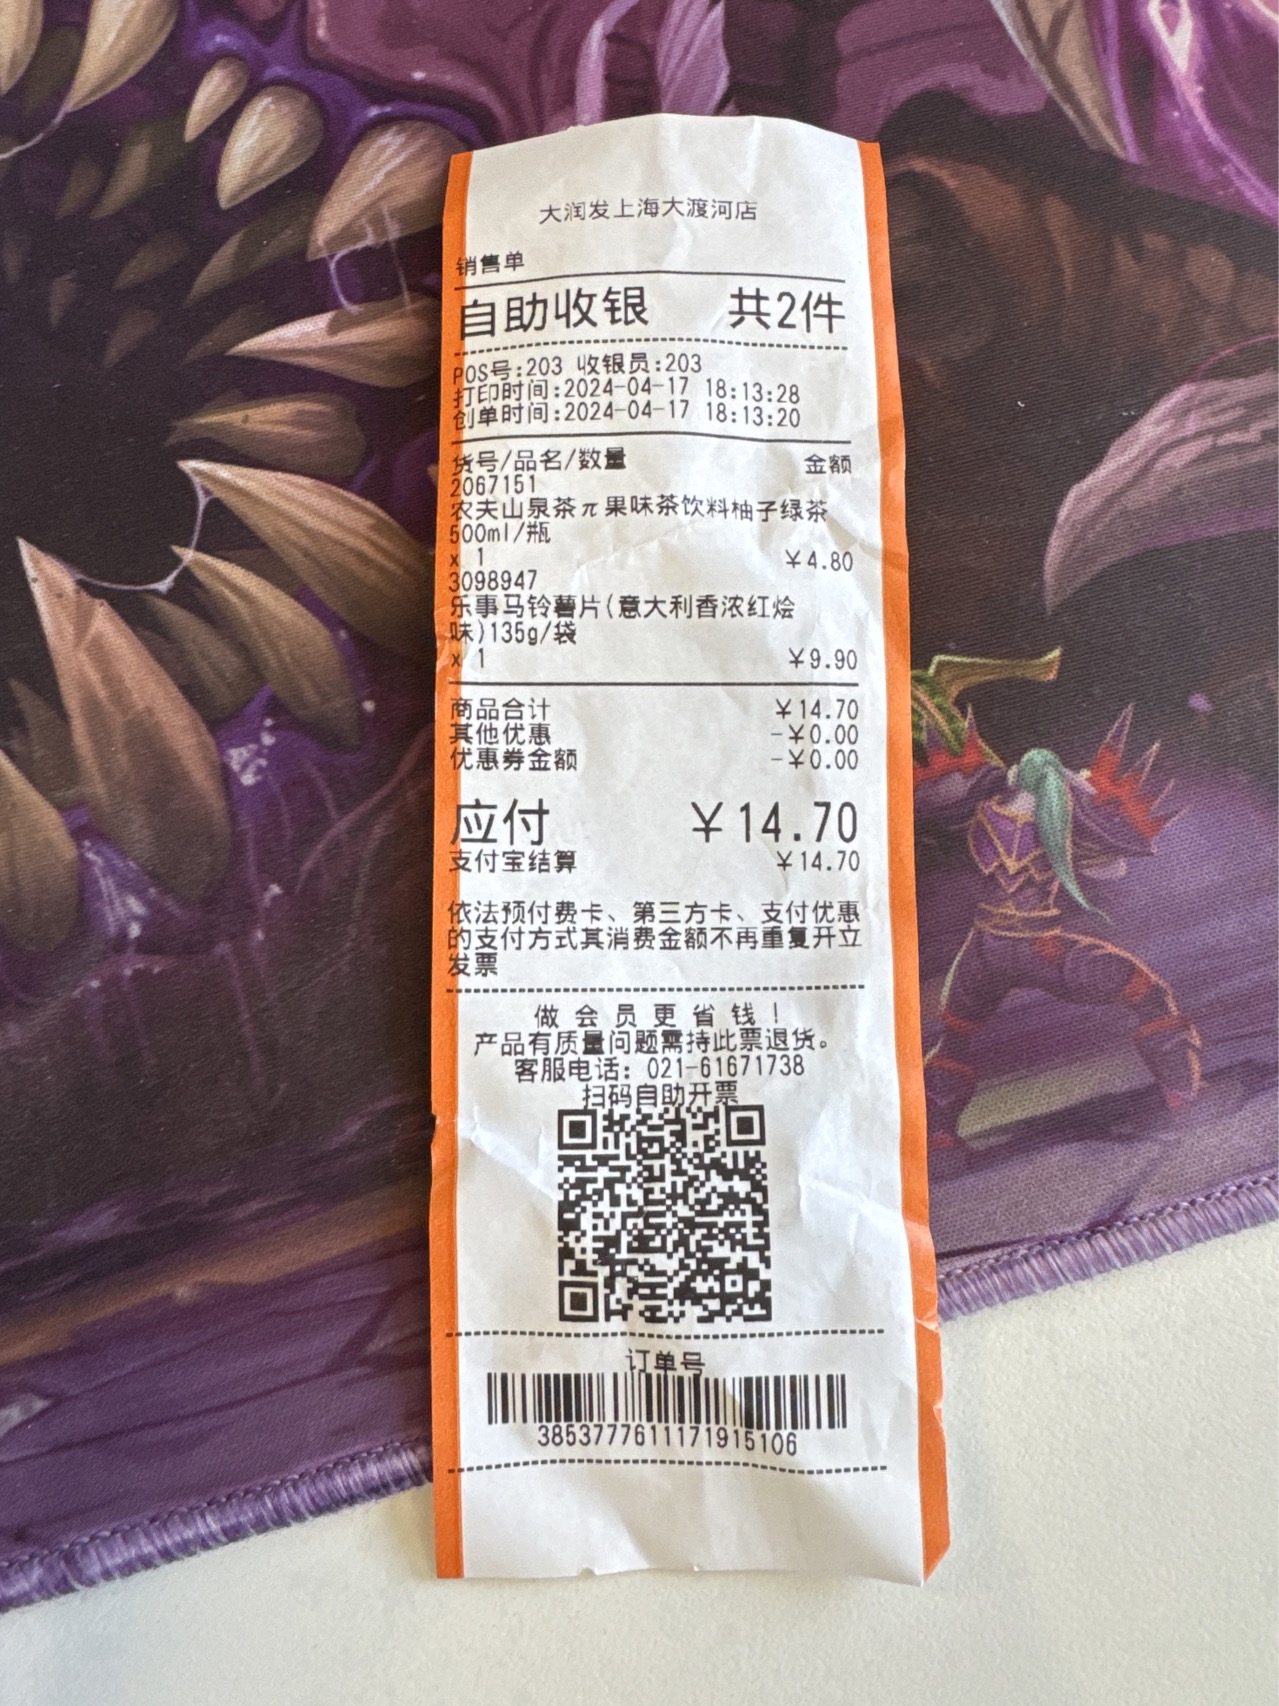 大润发上海大渡河店
销售单
自助收银 共2件
POS号:203 收银员:203
打印时间:2024-04-17 18:13:28
创单时间:2024-04-17 18:13:20
货号/品名/数量 金额
2067151
农夫山泉茶π果味茶饮料柚子绿茶
500ml/瓶
x 1 ￥4.80
3098947
乐事马铃薯片(意大利香浓红烩
味)135g/袋
x 1 ￥9.90
商品合计 ￥14.70
其他优惠 -￥0.00
优惠券金额 -￥0.00
应付 ￥14.70
支付宝结算 ￥14.70
依法预付费卡、第三方卡、支付优惠
的支付方式其消费金额不再重复开立
发票
做会员更省钱!
产品有质量问题需持此票退货。
客服电话: 021-61671738
扫码自助开票
订单号
3853777611171915106